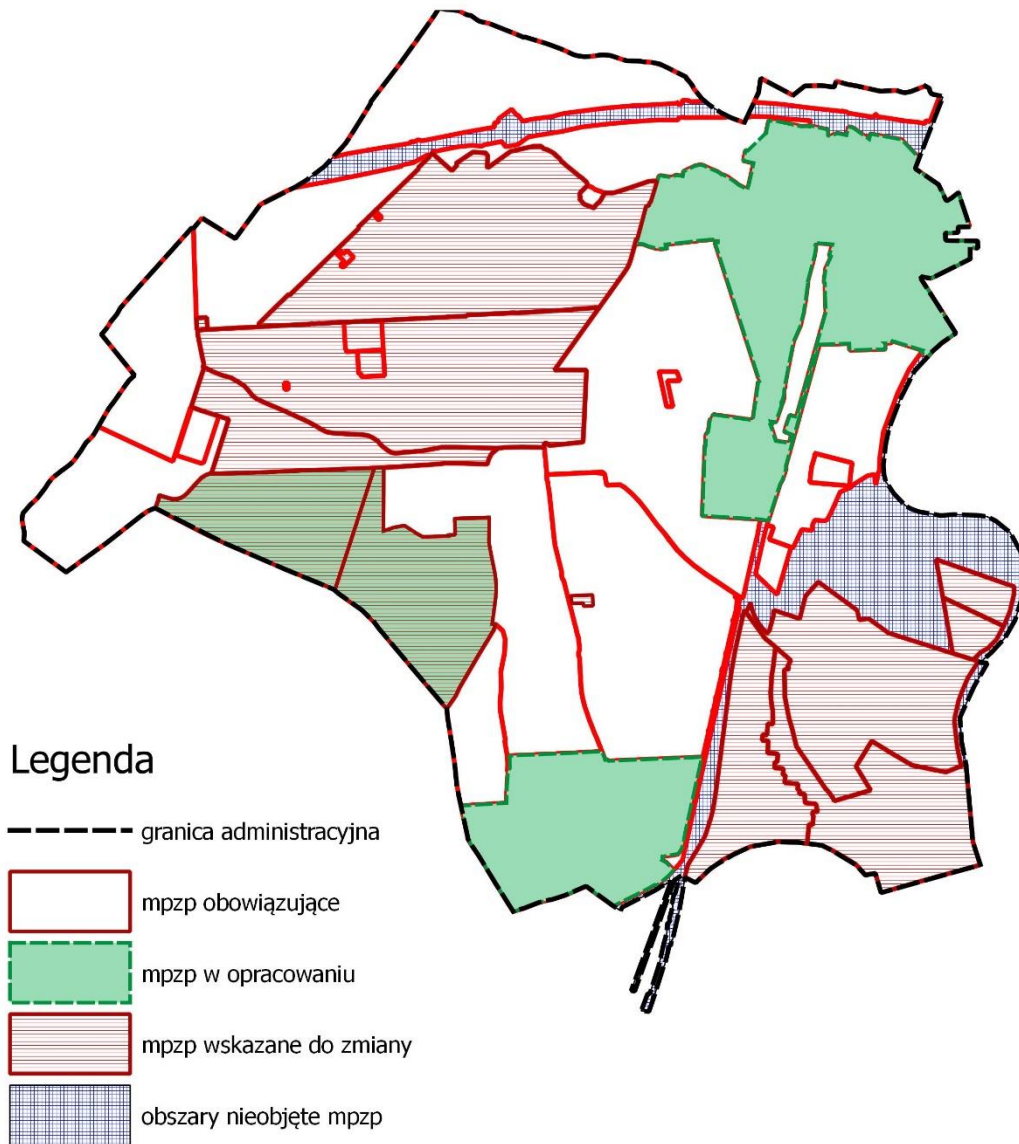 Legenda
granica administracyjna
mpzp obowiązujące
mpzp w opracowaniu
mpzp wskazane do zmiany
obszary nieobjęte mpzp